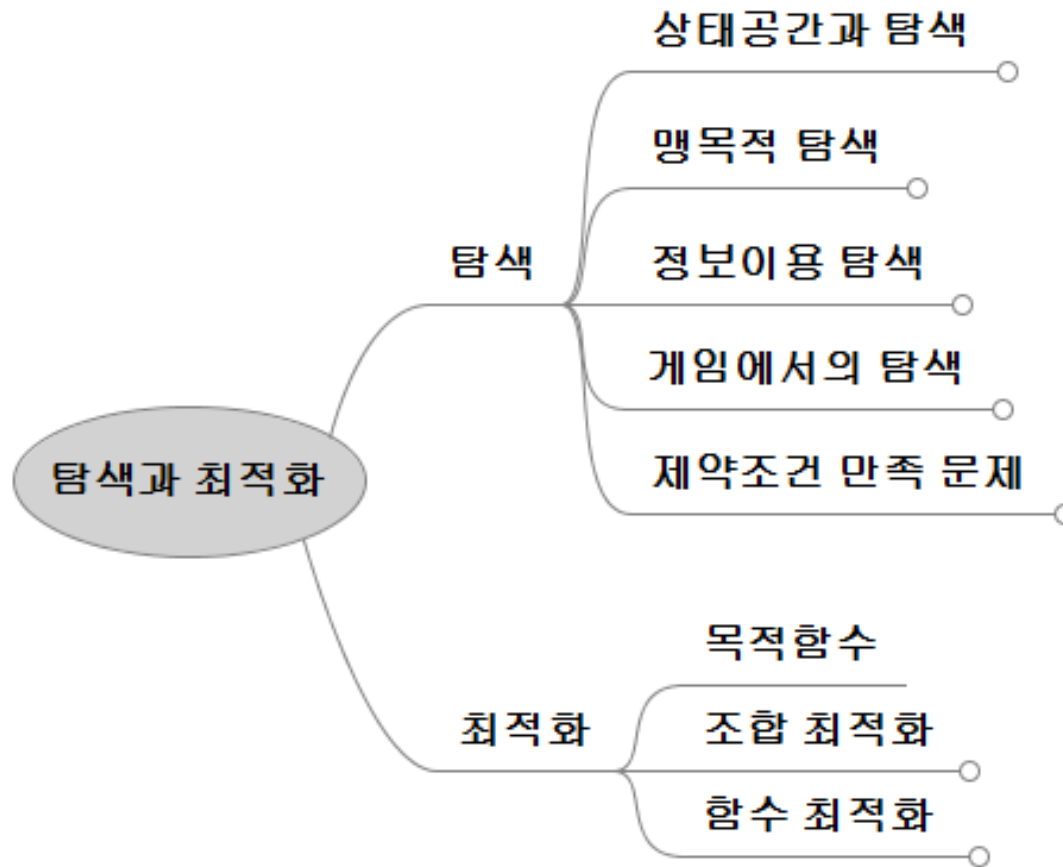 상태공간과 탐색
맹목적 탐색
탐색
정보이용 탐색
게임에서의 탐색
제약조건 만족 문제
탐색과 최적화
목적함수
최적화
조합 최적화
함수 최적화